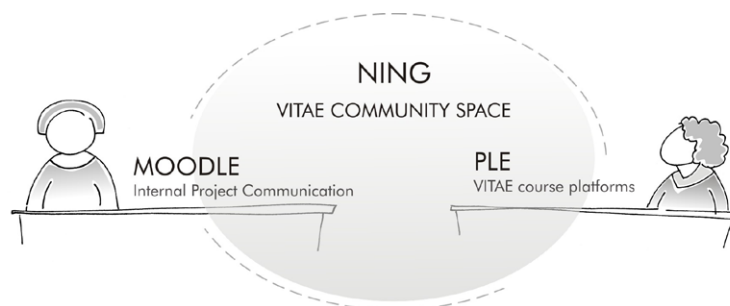 NING
VITAE COMMUNITY SPACE
MOODLE
Internal Project Communication
PLE
VITAE course platforms